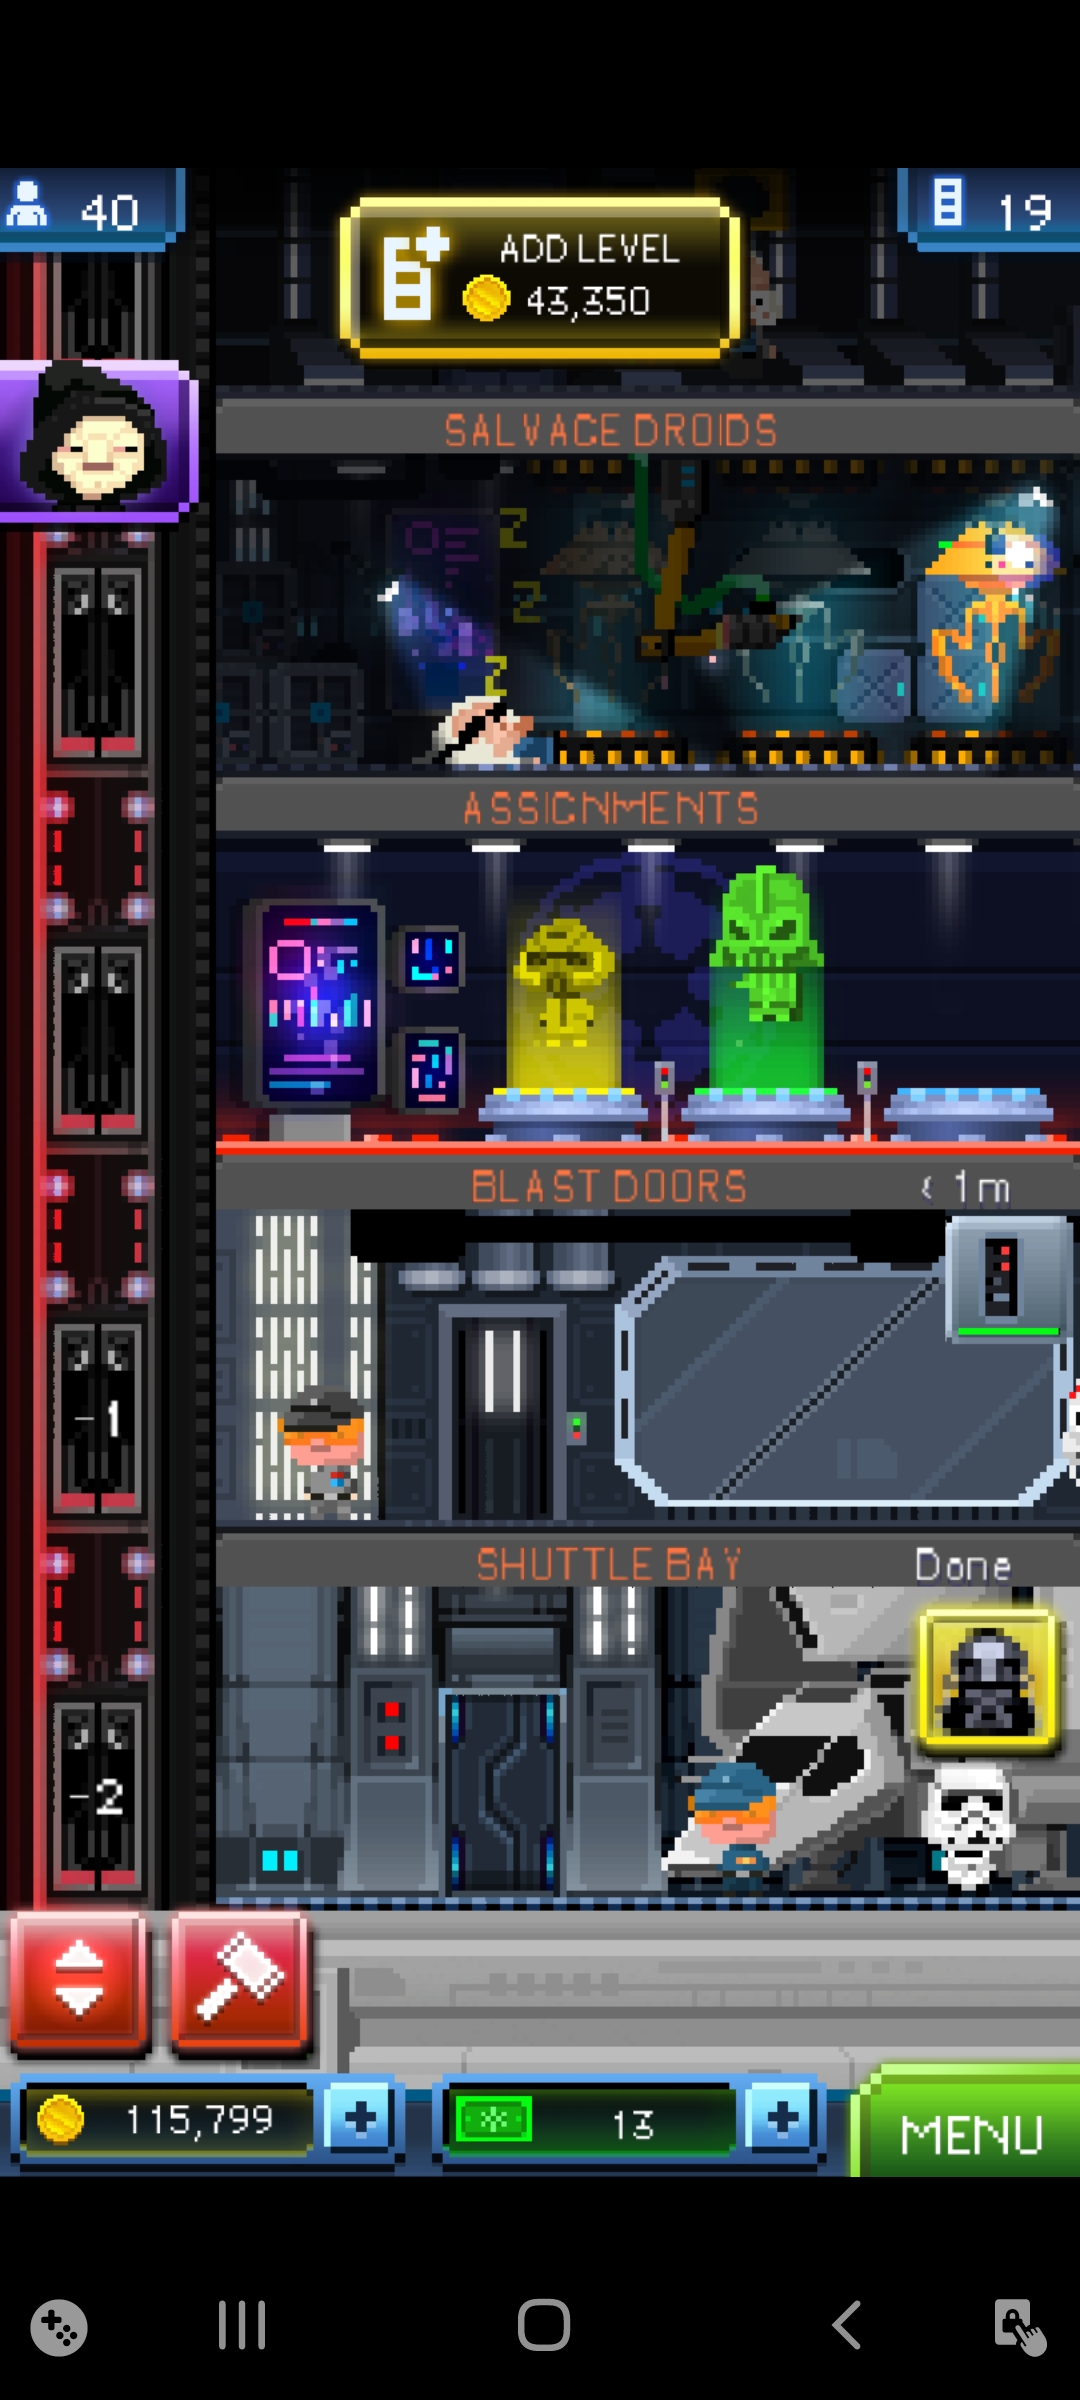 40
ADD LEVEL
43,350
19
SALVAGE DROIDS
Z
Z
Z
ASSIGNMENTS
BLAST DOORS < 1m
-1
SHUTTLE BAY Done
-2
115,799
13
MENU